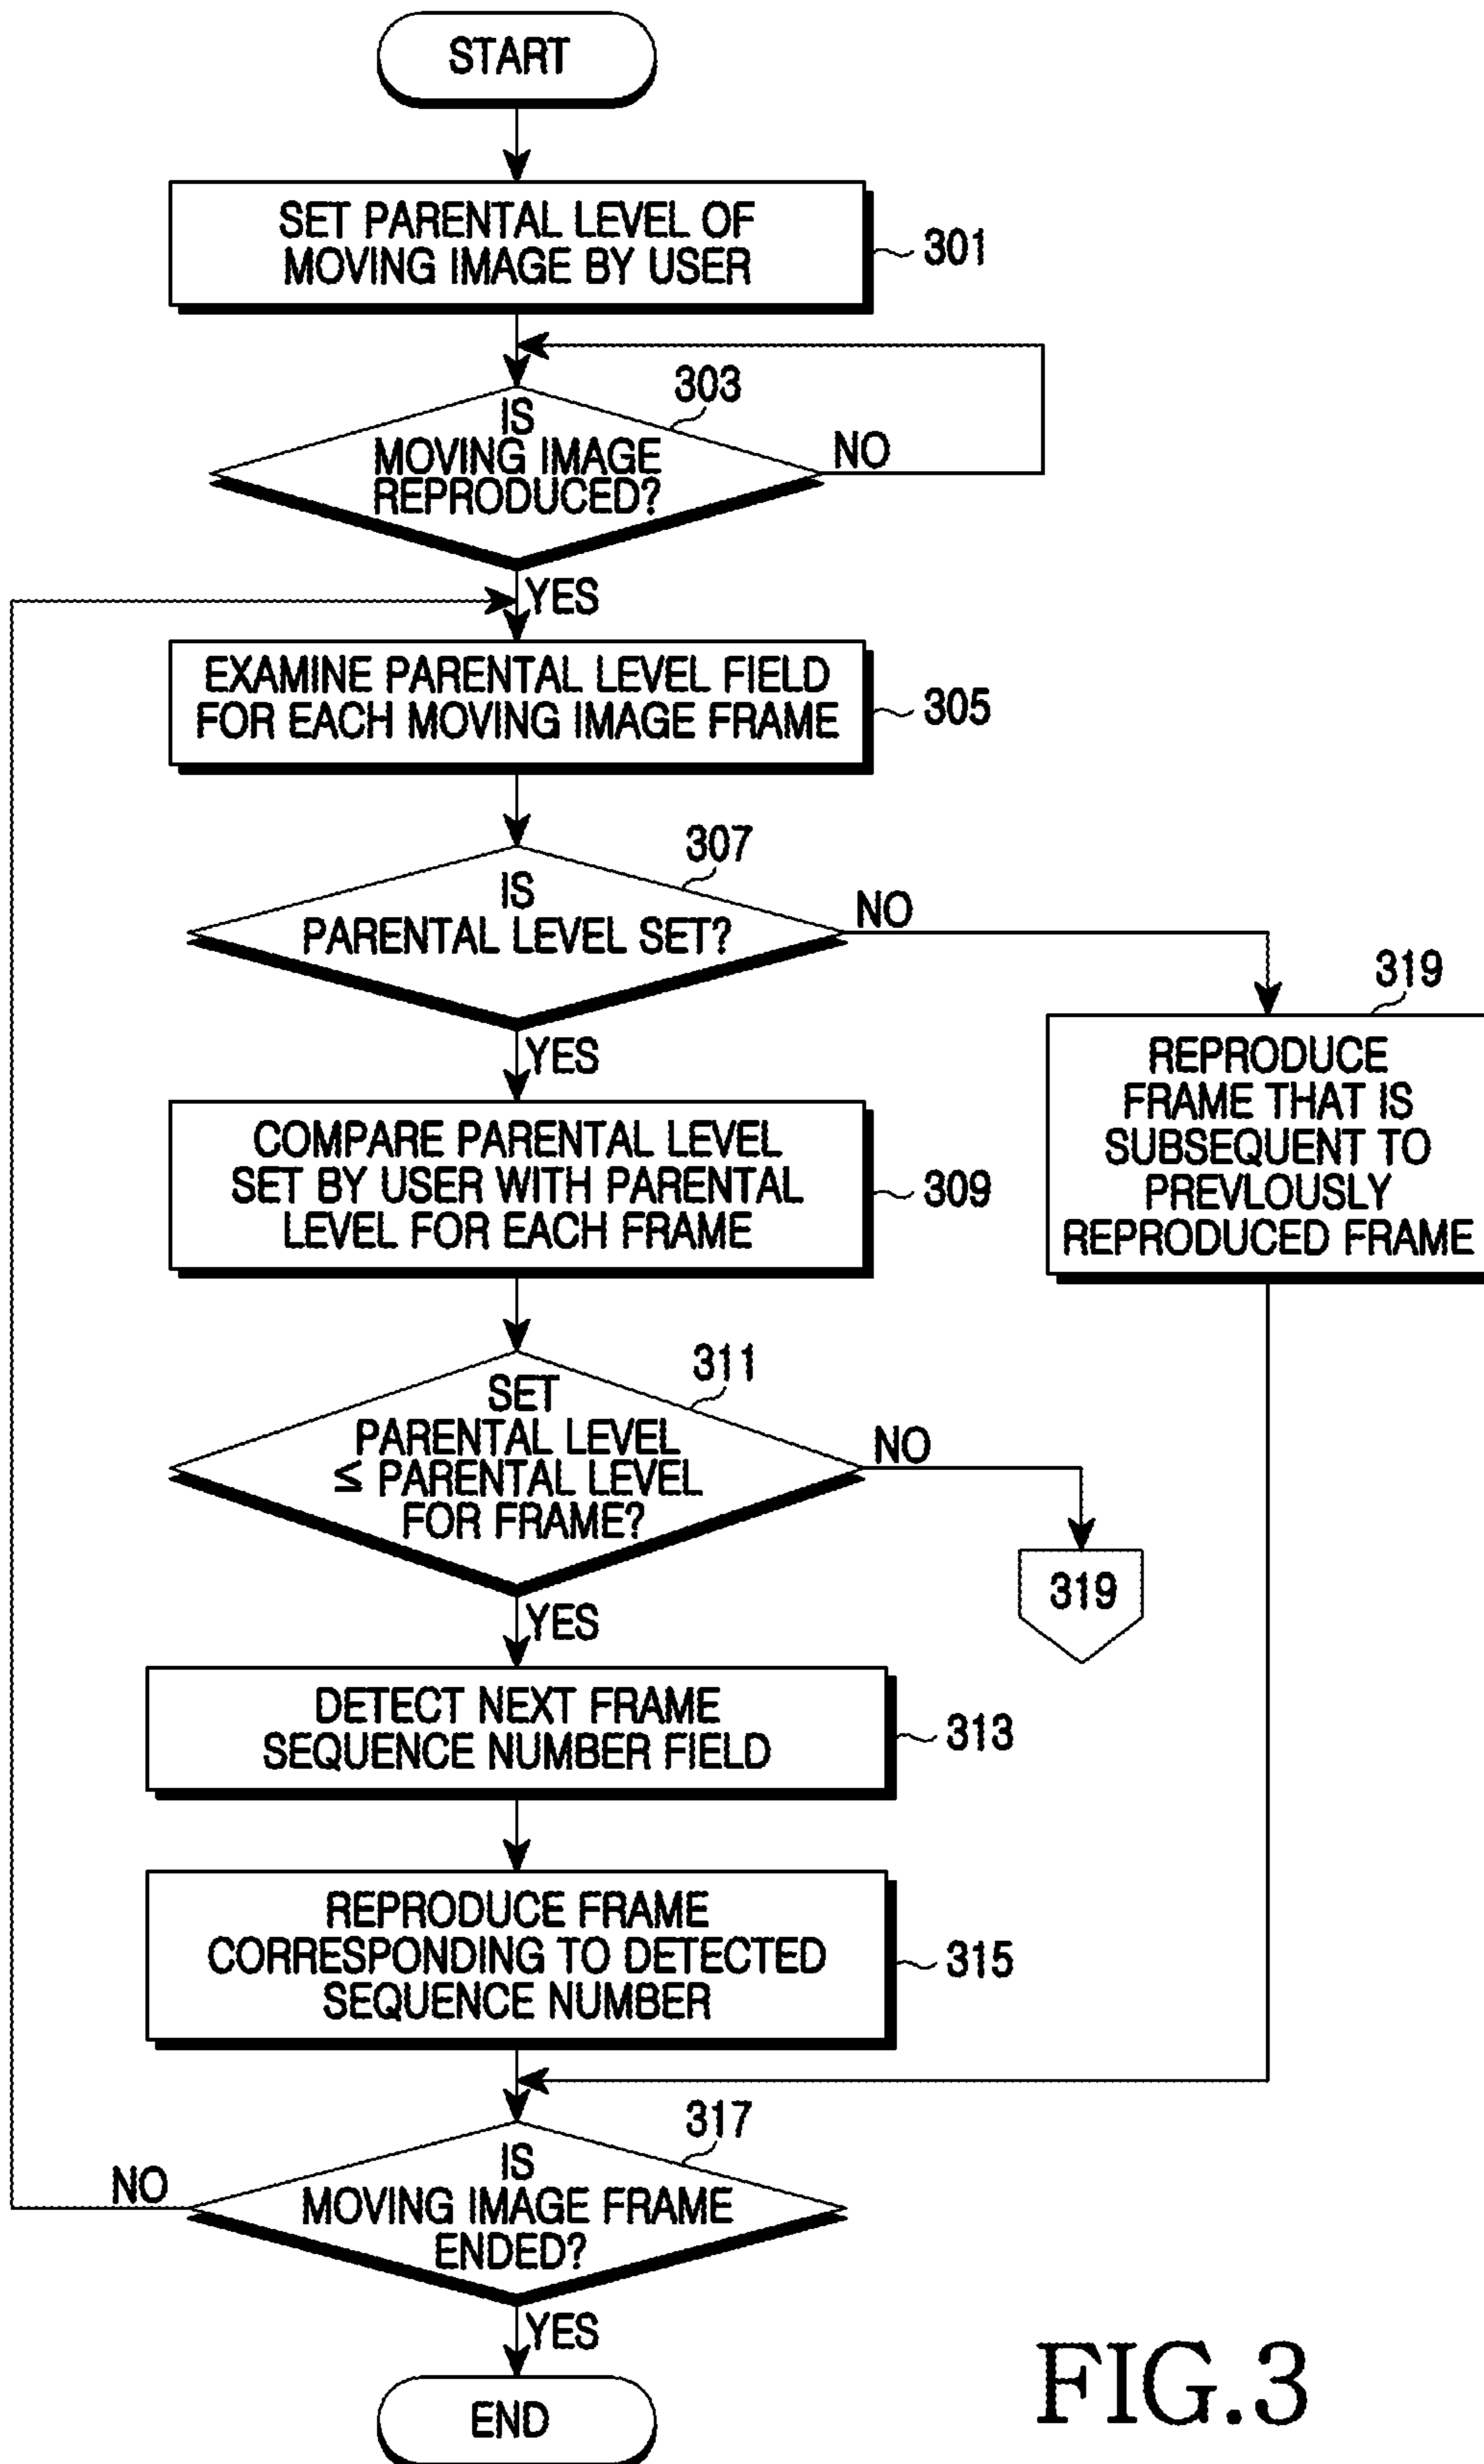 START
SET PARENTAL LEVEL OF
MOVING IMAGE BY USER
301
303
IS
MOVING IMAGE
REPRODUCED?
NO
YES
EXAMINE PARENTAL LEVEL FIELD
FOR EACH MOVING IMAGE FRAME
305
307
IS
PARENTAL LEVEL SET?
NO
YES
319
REPRODUCE
FRAME THAT IS
SUBSEQUENT TO
PREVLOUSLY
REPRODUCED FRAME
COMPARE PARENTAL LEVEL
SET BY USER WITH PARENTAL
LEVEL FOR EACH FRAME
309
311
SET
PARENTAL LEVEL
≤ PARENTAL LEVEL
FOR FRAME?
NO
319
YES
DETECT NEXT FRAME
SEQUENCE NUMBER FIELD
313
REPRODUCE FRAME
CORRESPONDING TO DETECTED
SEQUENCE NUMBER
315
317
IS
MOVING IMAGE FRAME
ENDED?
NO
YES
END
FIG.3